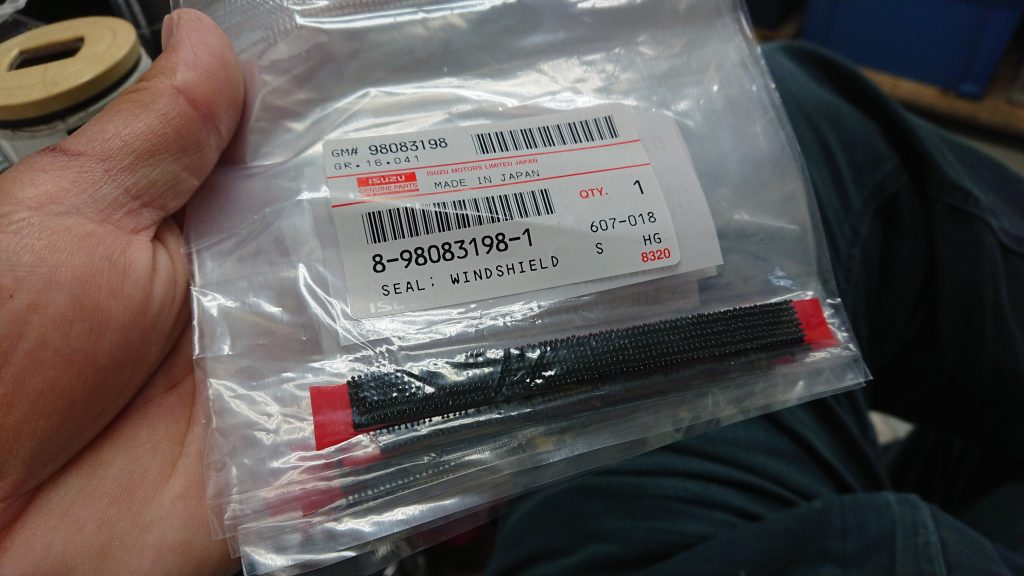 GM# 98083198
GR.16.041
ISUZU
GENUINE PARTS
ISUZU MOTORS LIMITED JAPAN
MADE IN JAPAN
QTY. 1
8-98083198-1
607-018
SEAL: WINDSHIELD
S HG
8320